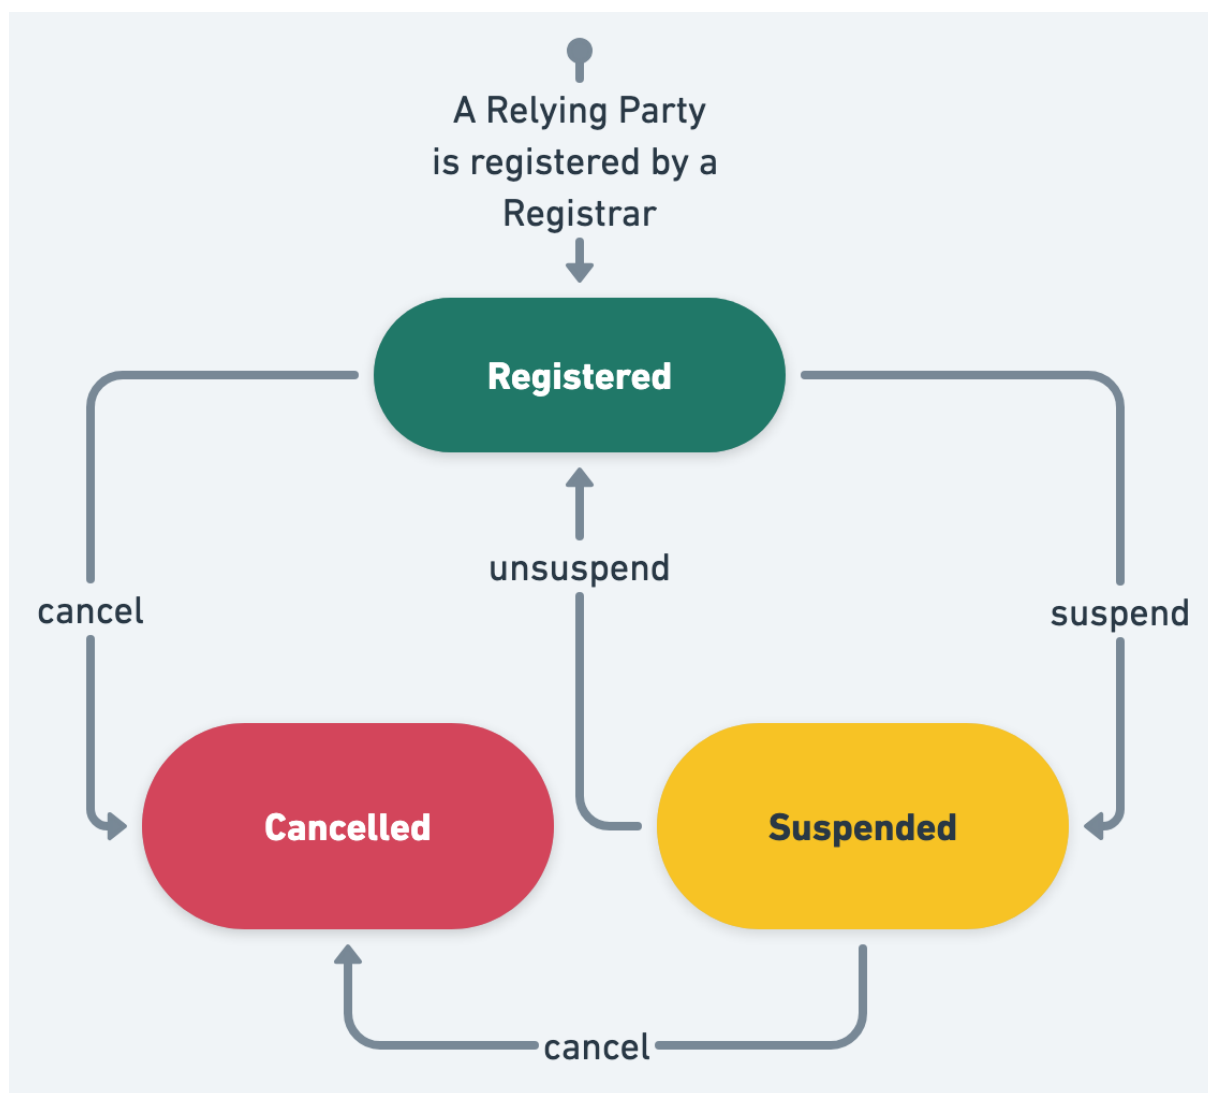 A Relying Party
is registered by a
Registrar
Registered
unsuspend
cancel
suspend
Cancelled
Suspended
cancel